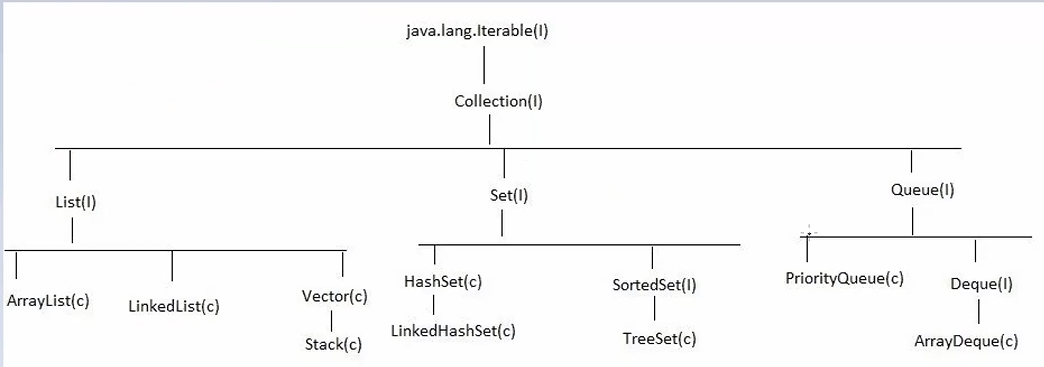 java.lang.Iterable(I)
Collection(I)
List(I)
Set(I)
Queue(I)
ArrayList(c)
LinkedList(c)
Vector(c)
HashSet(c)
SortedSet(I)
PriorityQueue(c)
Deque(I)
Stack(c)
LinkedHashSet(c)
TreeSet(c)
ArrayDeque(c)